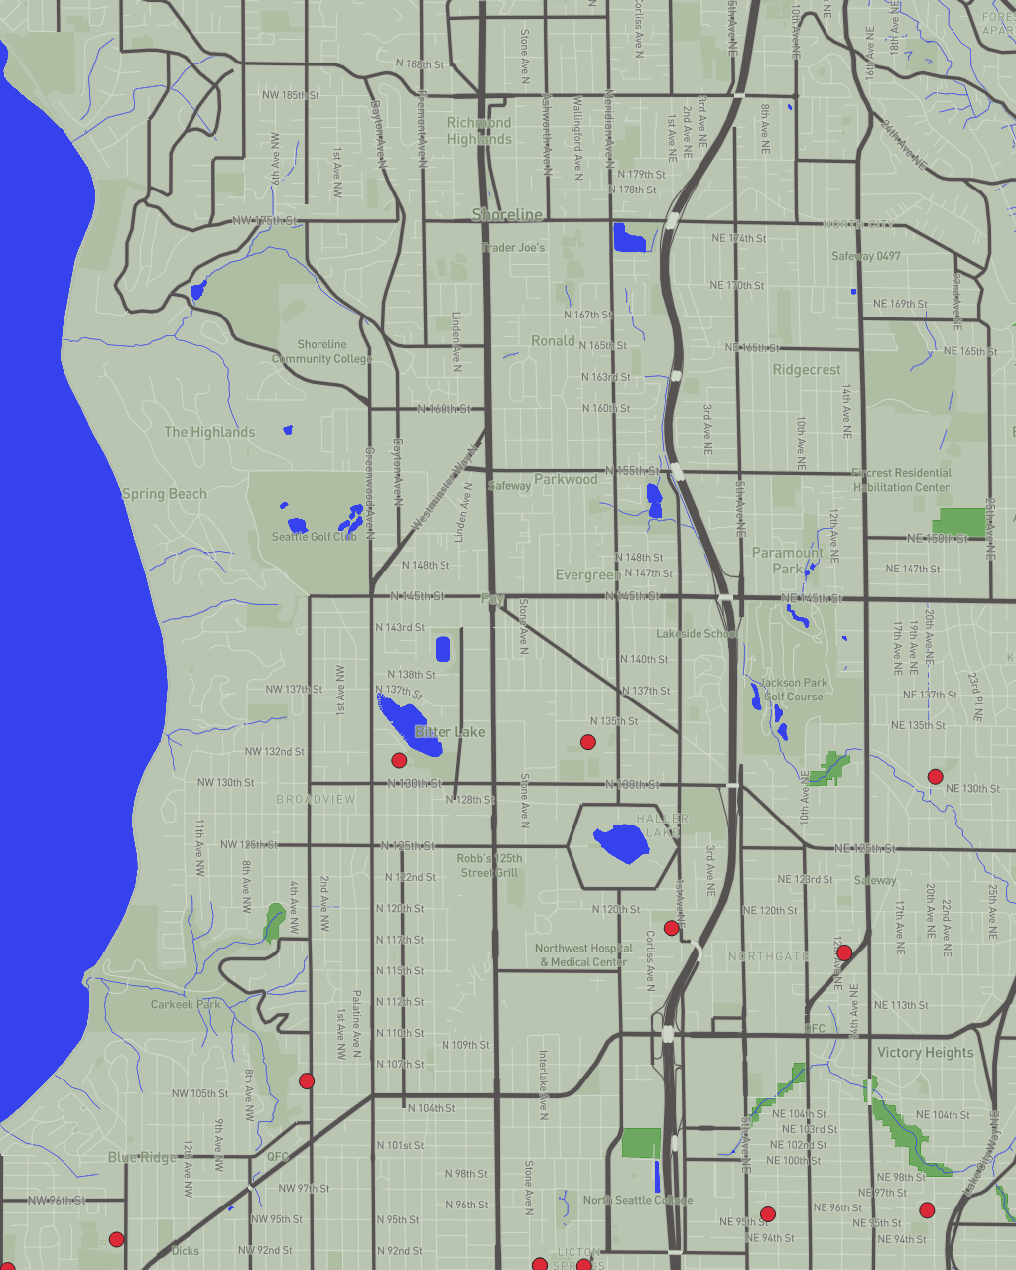 Stone Ave N
Corliss Ave N
5th Ave NE
10th Ave NE
16th Ave NE
18th Ave NE
N 188th St
NW 185th St
Richmond
Highlands
Dayton Ave N
Fremont Ave N
Ashworth Ave N
Wallingford Ave N
Meridian Ave N
1st Ave NE
2nd Ave NE
3rd Ave NE
8th Ave NE
24th Ave NE
6th Ave NW
1st Ave NW
N 179th St
N 178th St
NW 175th St
Shoreline
NORTH CITY
Trader Joe's
NE 174th St
Safeway 0497
NE 170th St
22nd Ave NE
NE 169th St
N 167th St
Linden Ave N
Shoreline
Community College
Ronald
N 165th St
NE 165th St
NE 165th St
N 163rd St
Ridgecrest
N 160th St
N 160th St
14th Ave NE
3rd Ave NE
10th Ave NE
The Highlands
Greenwood Ave N
Dayton Ave N
Westminster Way N
N 155th St
Parkwood
Safeway
Fircrest Residential
Habilitation Center
Spring Beach
Linden Ave N
5th Ave NE
12th Ave NE
25th Ave NE
Seattle Golf Club
NE 150th St
Paramount
Park
N 148th St
N 148th St
NE 147th St
Evergreen
N 147th St
N 145th St
Foy
N 145th St
NE 145th St
Stone Ave N
N 143rd St
Lakeside School
17th Ave NE
19th Ave NE
20th Ave NE
N 140th St
1st Ave NW
N 138th St
NW 137th St
N 137th St
N 137th St
Jackson Park
Golf Course
NE 137th St
23rd Pl NE
N 135th St
NE 135th St
Bitter Lake
NW 132nd St
NW 130th St
N 130th St
N 130th St
NE 130th St
BROADVIEW
N 128th St
Stone Ave N
10th Ave NE
HALLER
LAKE
11th Ave NW
NW 125th St
N 125th St
NE 125th St
Robb's 125th
Street Grill
3rd Ave NE
8th Ave NW
4th Ave NW
2nd Ave NW
N 122nd St
NE 123rd St
Safeway
N 120th St
N 120th St
1st Ave NE
NE 120th St
17th Ave NE
20th Ave NE
22nd Ave NE
25th Ave NE
N 117th St
Northwest Hospital
& Medical Center
Corliss Ave N
NORTHGATE
12th Ave NE
N 115th St
Carkeek Park
Palatine Ave N
1st Ave NW
N 112th St
14th Ave NE
NE 113th St
N 110th St
QFC
N 109th St
Victory Heights
N 107th St
Interlake Ave N
8th Ave NW
NW 105th St
N 104th St
NE 104th St
NE 104th St
NE 103rd St
9th Ave NW
12th Ave NW
N 101st St
5th Ave NE
NE 102nd St
NE 100th St
Lake City Way NE
Blue Ridge
QFC
N 98th St
Stone Ave N
NE 98th St
NW 97th St
NE 97th St
NW 96th St
N 96th St
North Seattle College
NE 96th St
NW 95th St
N 95th St
NE 95th St
NE 95th St
NE 94th St
NE 94th St
Dicks
NW 92nd St
N 92nd St
LICTON
SPRINGS